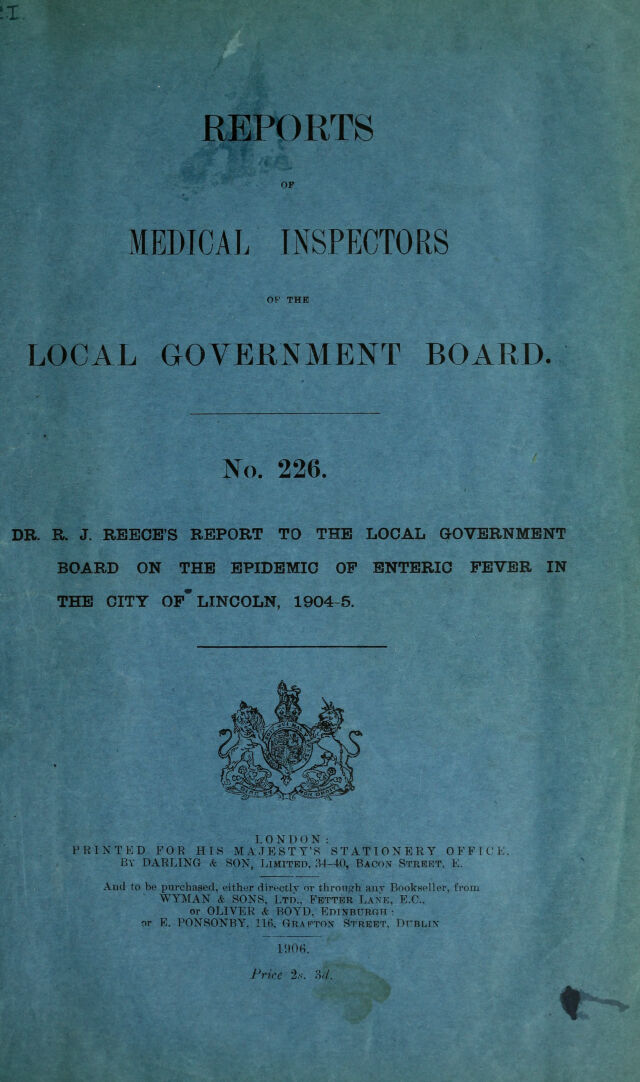 REPORTS
OF
MEDICAL INSPECTORS
OF THE
LOCAL GOVERNMENT BOARD.
No. 226.
DR. R. J. REECE'S REPORT TO THE LOCAL GOVERNMENT
BOARD ON THE EPIDEMIC OF ENTERIC FEVER IN
THE CITY OF LINCOLN, 1904-5.
LONDON:
PRINTED FOR HIS MAJESTY'S STATIONERY OFFICE,
BY DARLING & SON, LIMITED, 34-40, BACON STREET, E.
And to be purchased, either directly or through any Bookseller, from
WYMAN & SONS, LTD., FETTER LANE, E.C.,
or OLIVER & BOYD, EDINBURGH;
or E. PONSONBY, 116, GRAFTON STREET, DUBLIN
1906.
Price 2s. 3d.